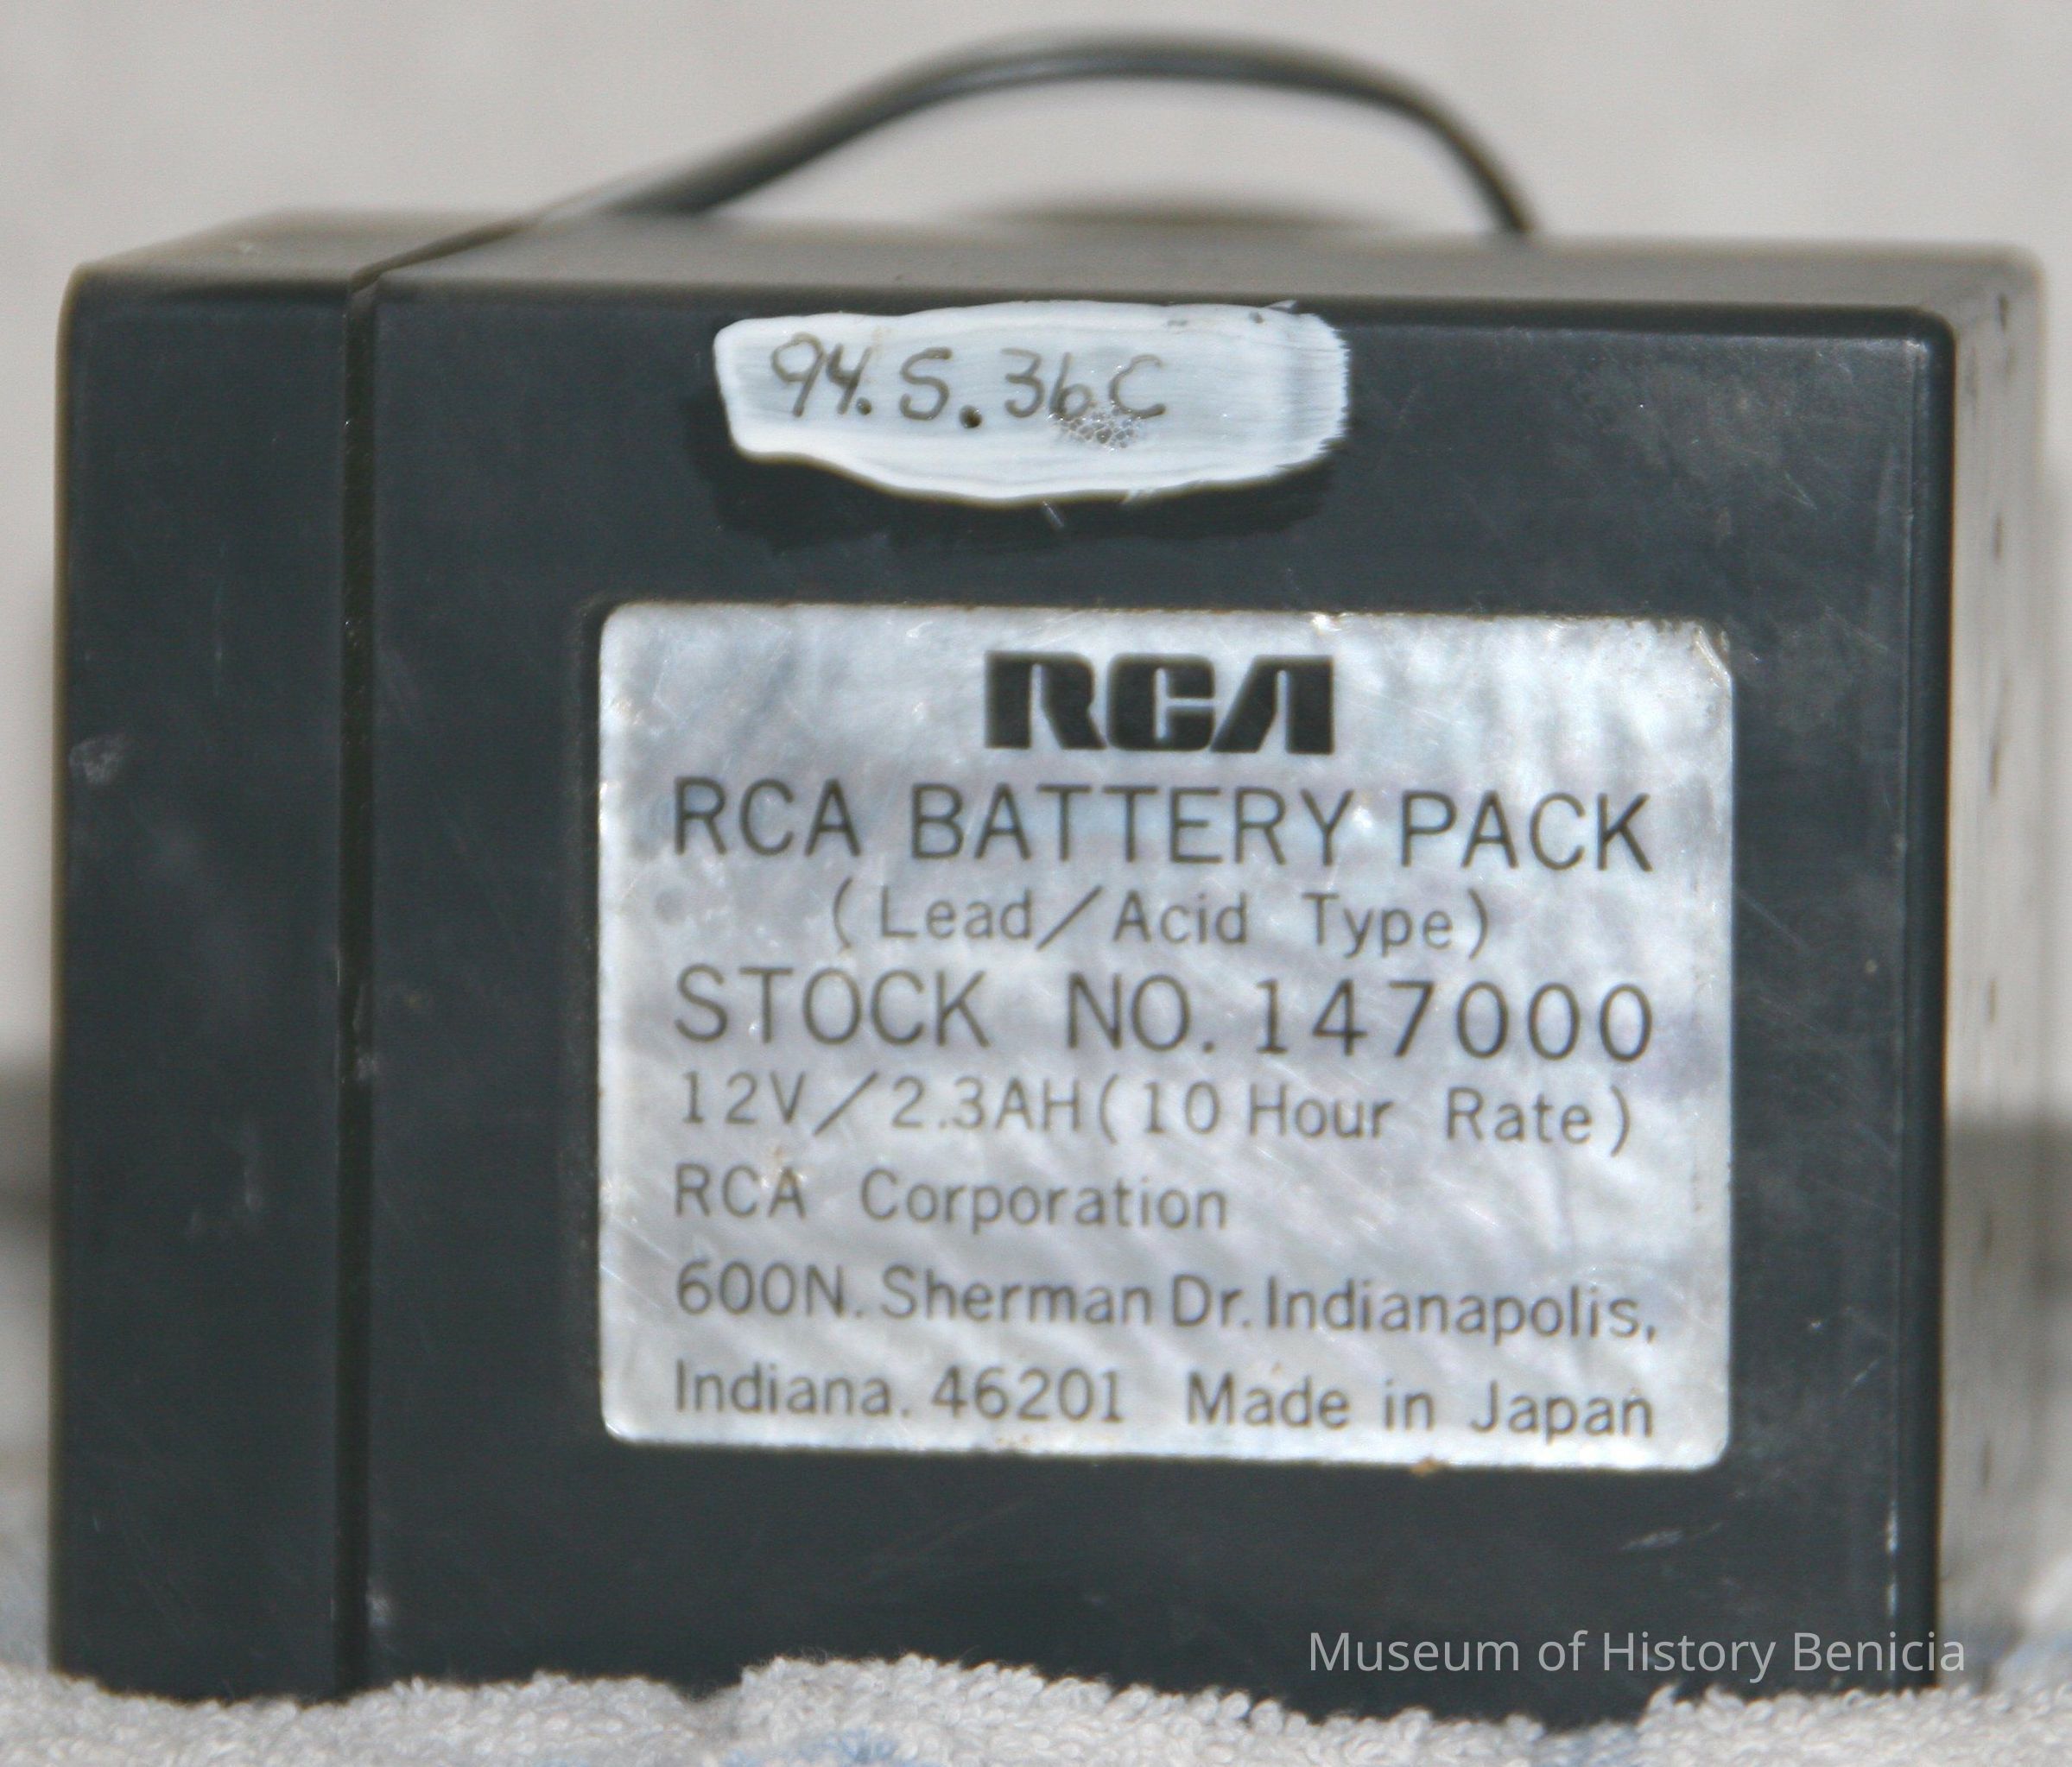 94.S.36C
RCA
RCA BATTERY PACK
(Lead/Acid Type)
STOCK NO. 147000
12V/2.3AH(10 Hour Rate)
RCA Corporation
600N. Sherman Dr. Indianapolis,
Indiana. 46201 Made in Japan
Museum of History Benicia